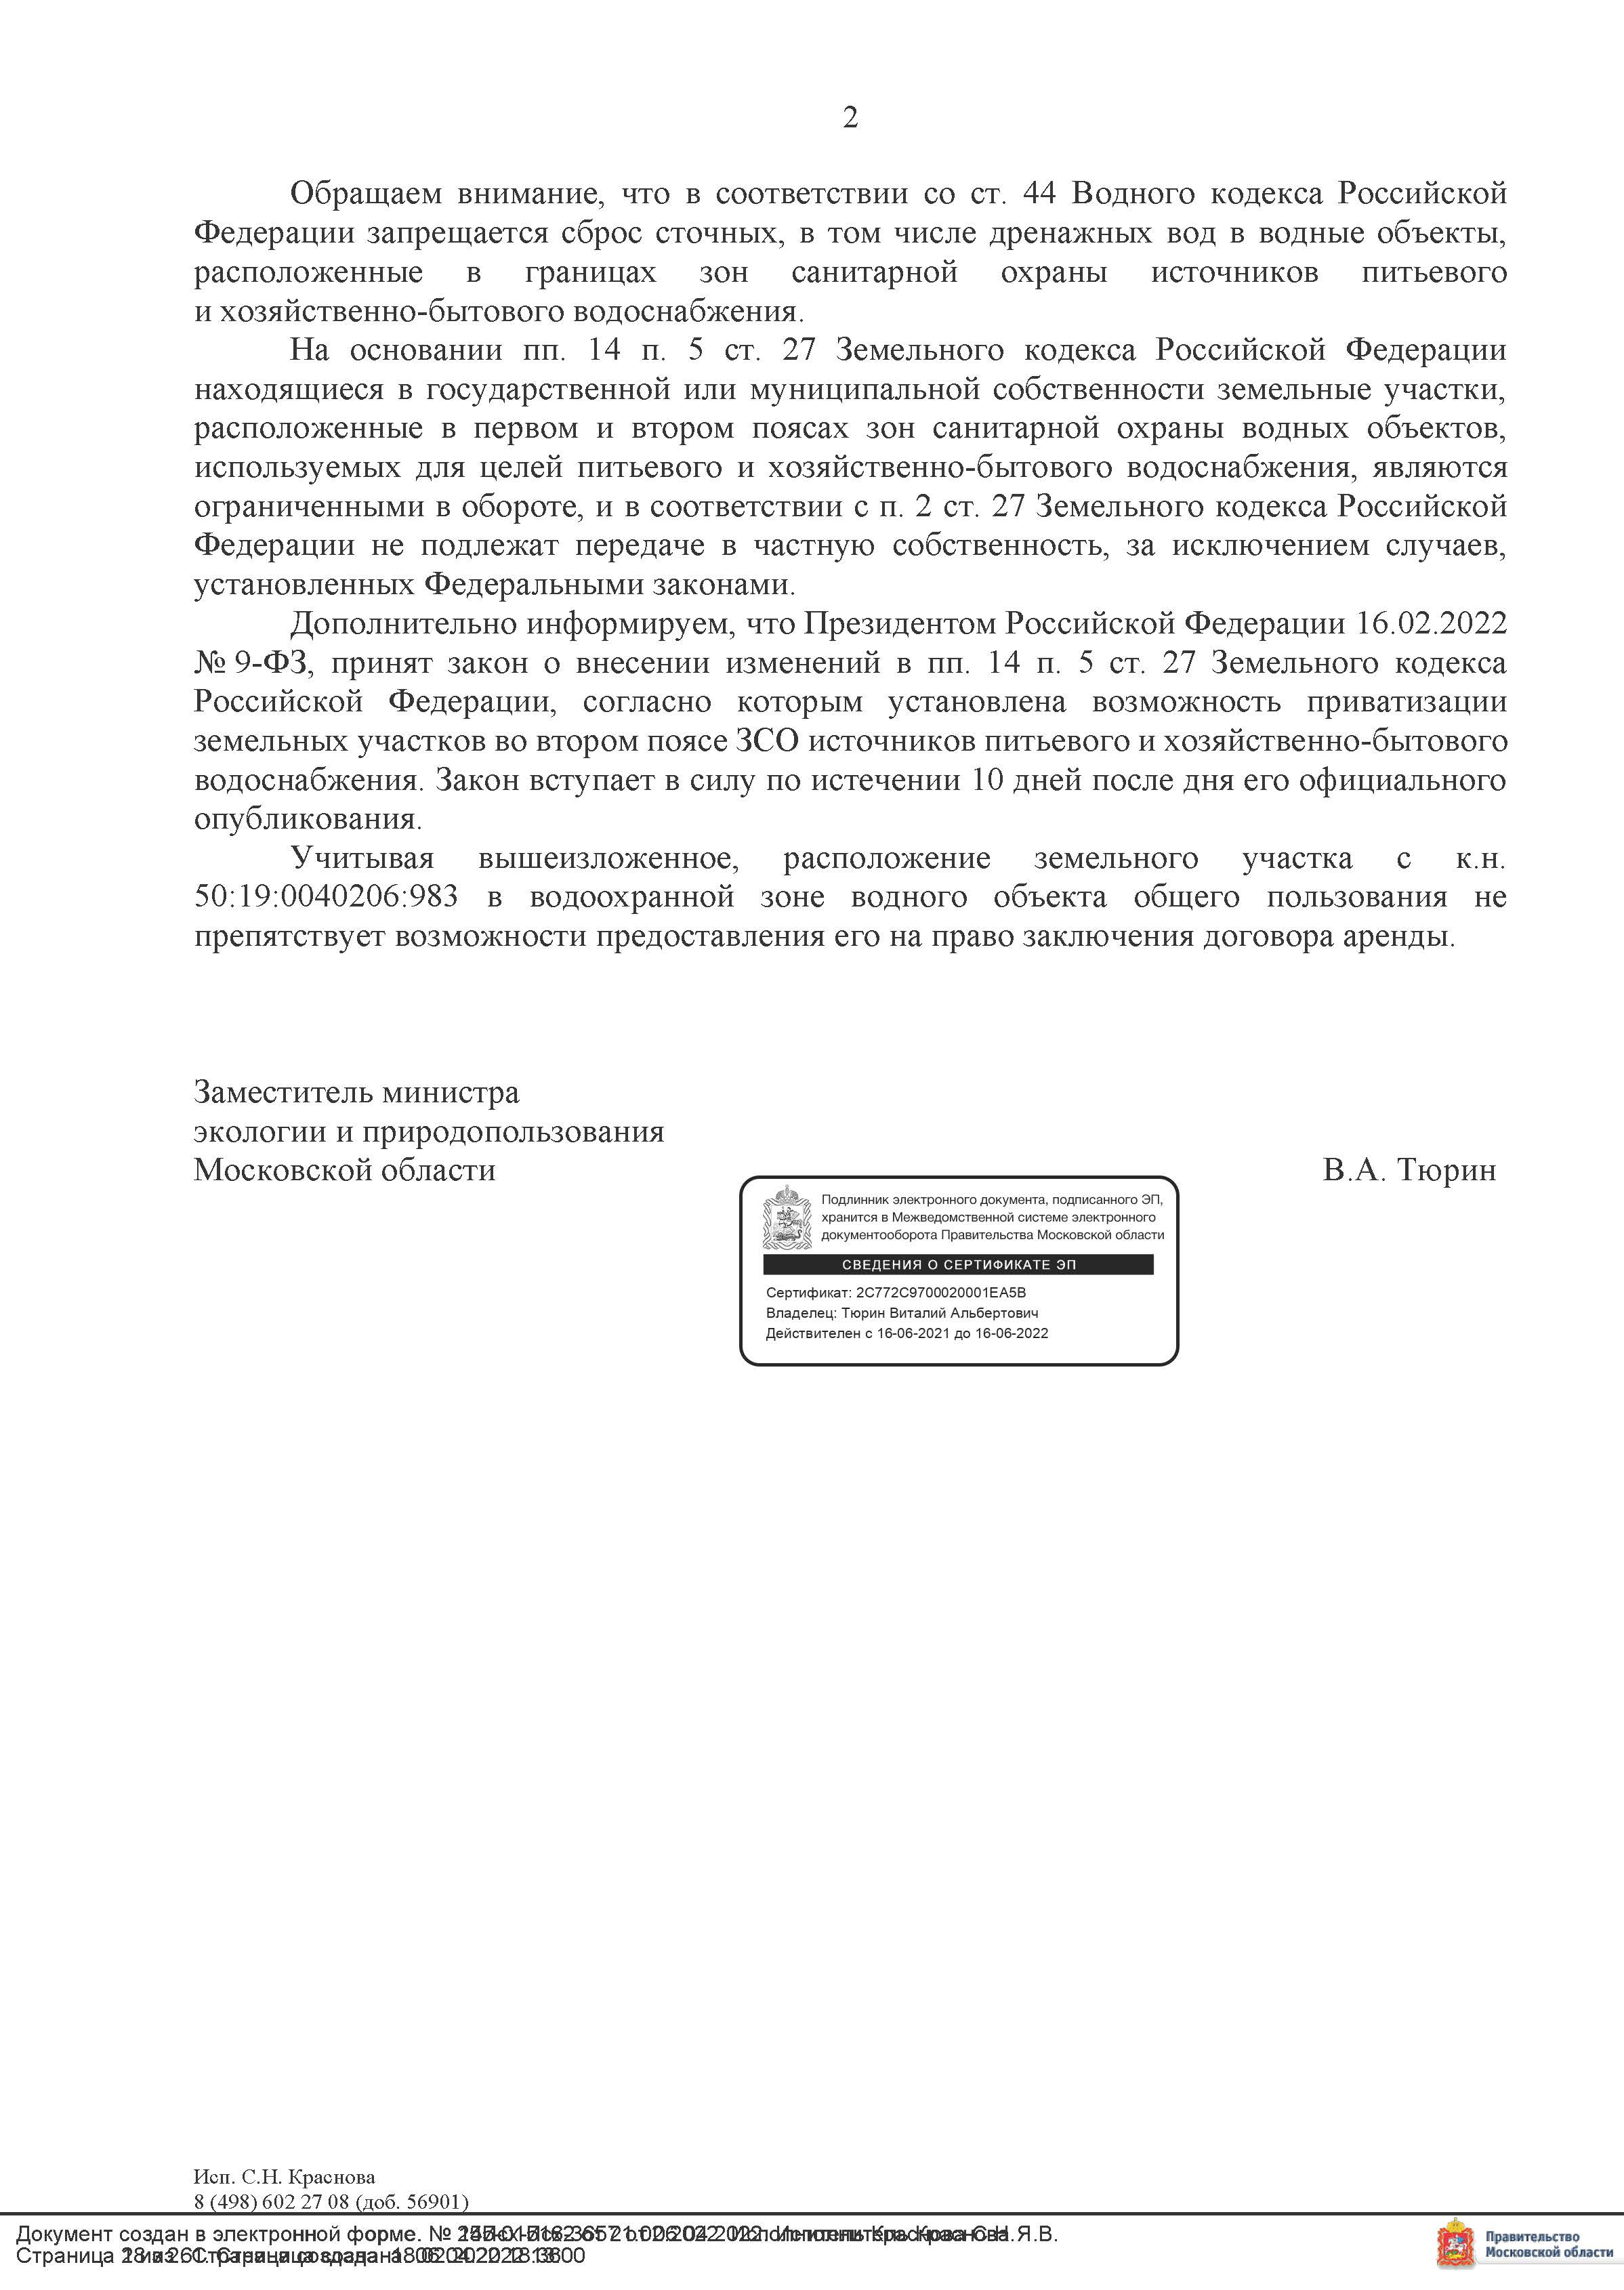 2
Обращаем внимание, что в соответствии со ст. 44 Водного кодекса Российской
Федерации запрещается сброс сточных, в том числе дренажных вод в водные объекты,
расположенные в границах зон санитарной охраны источников питьевого
и хозяйственно-бытового водоснабжения.
На основании пп. 14 п. 5 ст. 27 Земельного кодекса Российской Федерации
находящиеся в государственной или муниципальной собственности земельные участки,
расположенные в первом и втором поясах зон санитарной охраны водных объектов,
используемых для целей питьевого и хозяйственно-бытового водоснабжения, являются
ограниченными в обороте, и в соответствии с п. 2 ст. 27 Земельного кодекса Российской
Федерации не подлежат передаче в частную собственность, за исключением случаев,
установленных Федеральными законами.
Дополнительно информируем, что Президентом Российской Федерации 16.02.2022
№ 9-ФЗ, принят закон о внесении изменений в пп. 14 п. 5 ст. 27 Земельного кодекса
Российской Федерации, согласно которым установлена возможность приватизации
земельных участков во втором поясе ЗСО источников питьевого и хозяйственно-бытового
водоснабжения. Закон вступает в силу по истечении 10 дней после дня его официального
опубликования.
Учитывая вышеизложенное, расположение земельного участка с к.н.
50:19:0040206:983 в водоохранной зоне водного объекта общего пользования не
препятствует возможности предоставления его на право заключения договора аренды.
Заместитель министра
экологии и природопользования
Московской области В.А. Тюрин
Подлинник электронного документа, подписанного ЭП,
хранится в Межведомственной системе электронного
документооборота Правительства Московской области
СВЕДЕНИЯ О СЕРТИФИКАТЕ ЭП
Сертификат: 2C772C9700020001EA5B
Владелец: Тюрин Виталий Альбертович
Действителен с 16-06-2021 до 16-06-2022
Исп. С.Н. Краснова
8 (498) 602 27 08 (доб. 56901)
Документ создан в электронной форме. №
Страница
Правительство
Московской области